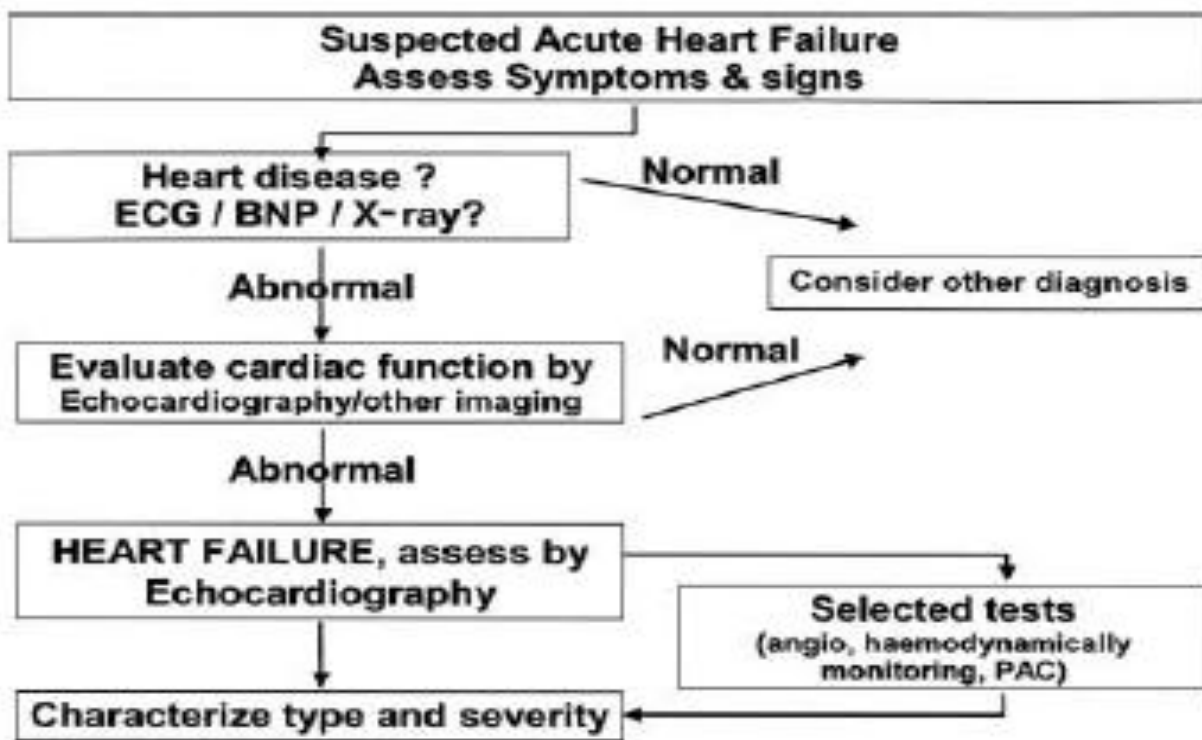 Suspected Acute Heart Failure
Assess Symptoms & signs
Heart disease ?
ECG / BNP / X-ray?
Normal
Abnormal
Consider other diagnosis
Evaluate cardiac function by
Echocardiography/other imaging
Normal
Abnormal
HEART FAILURE, assess by
Echocardiography
Selected tests
(angio, haemodynamically
monitoring, PAC)
Characterize type and severity